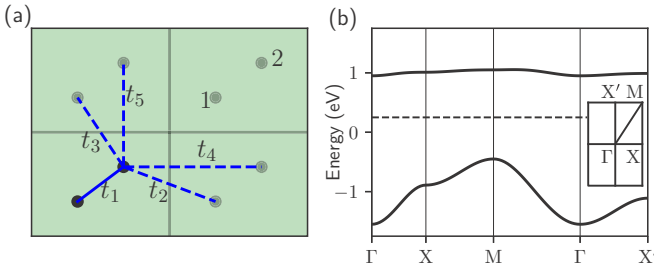 (a)
2
1
t₅
t₃
t₄
t₁
t₂
(b)
Energy (eV)
1
0
−1
X′ M
Γ X
Γ X M Γ X′